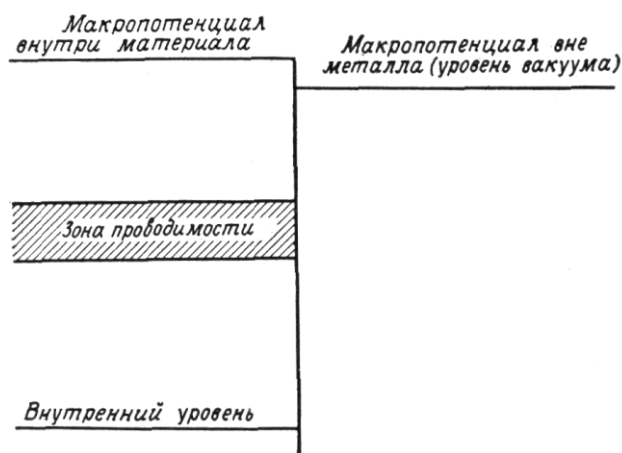 Макропотенциал
внутри материала
Макропотенциал вне
металла (уровень вакуума)
Зона проводимости
Внутренний уровень